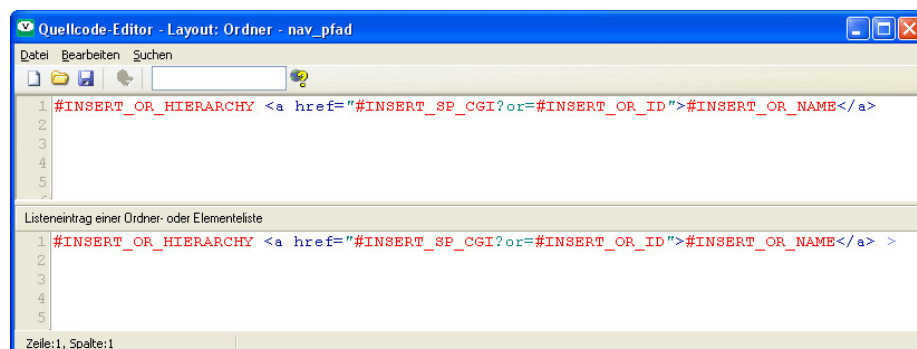 Quellcode-Editor - Layout: Ordner - nav_pfad
Datei Bearbeiten Suchen
1 #INSERT_OR_HIERARCHY <a href="#INSERT_SP_CGI?or=#INSERT_OR_ID">#INSERT_OR_NAME</a>
2
3
4
5
Listeneintrag einer Ordner- oder Elementeliste
1 #INSERT_OR_HIERARCHY <a href="#INSERT_SP_CGI?or=#INSERT_OR_ID">#INSERT_OR_NAME</a> >
2
3
4
5
Zeile:1, Spalte:1